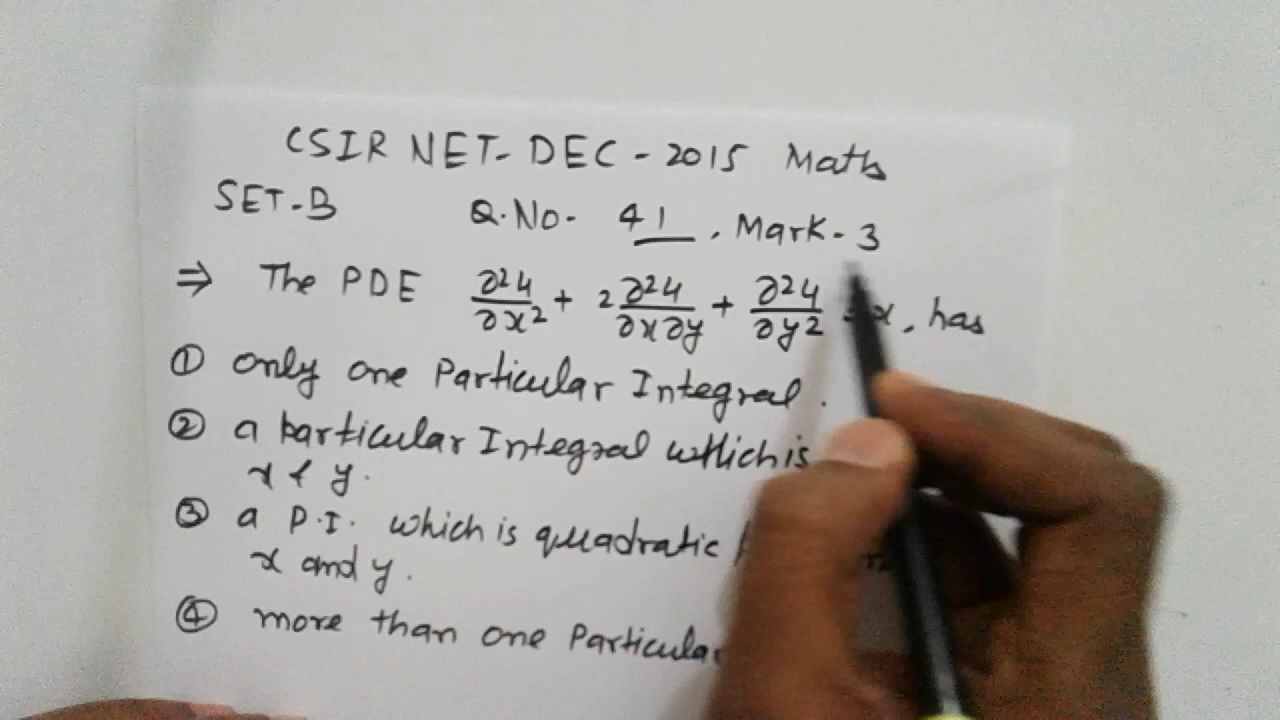 CSIR NET-DEC-2015 Maths
SET-B Q.No- 41, Mark-3
⇒ The PDE ∂²u/∂x² + 2 ∂²u/∂x∂y + ∂²u/∂y² x, has
① only one Particular Integral.
② a particular Integral which is
x & y.
③ a P.I. which is quadratic
x and y.
④ more than one Particular